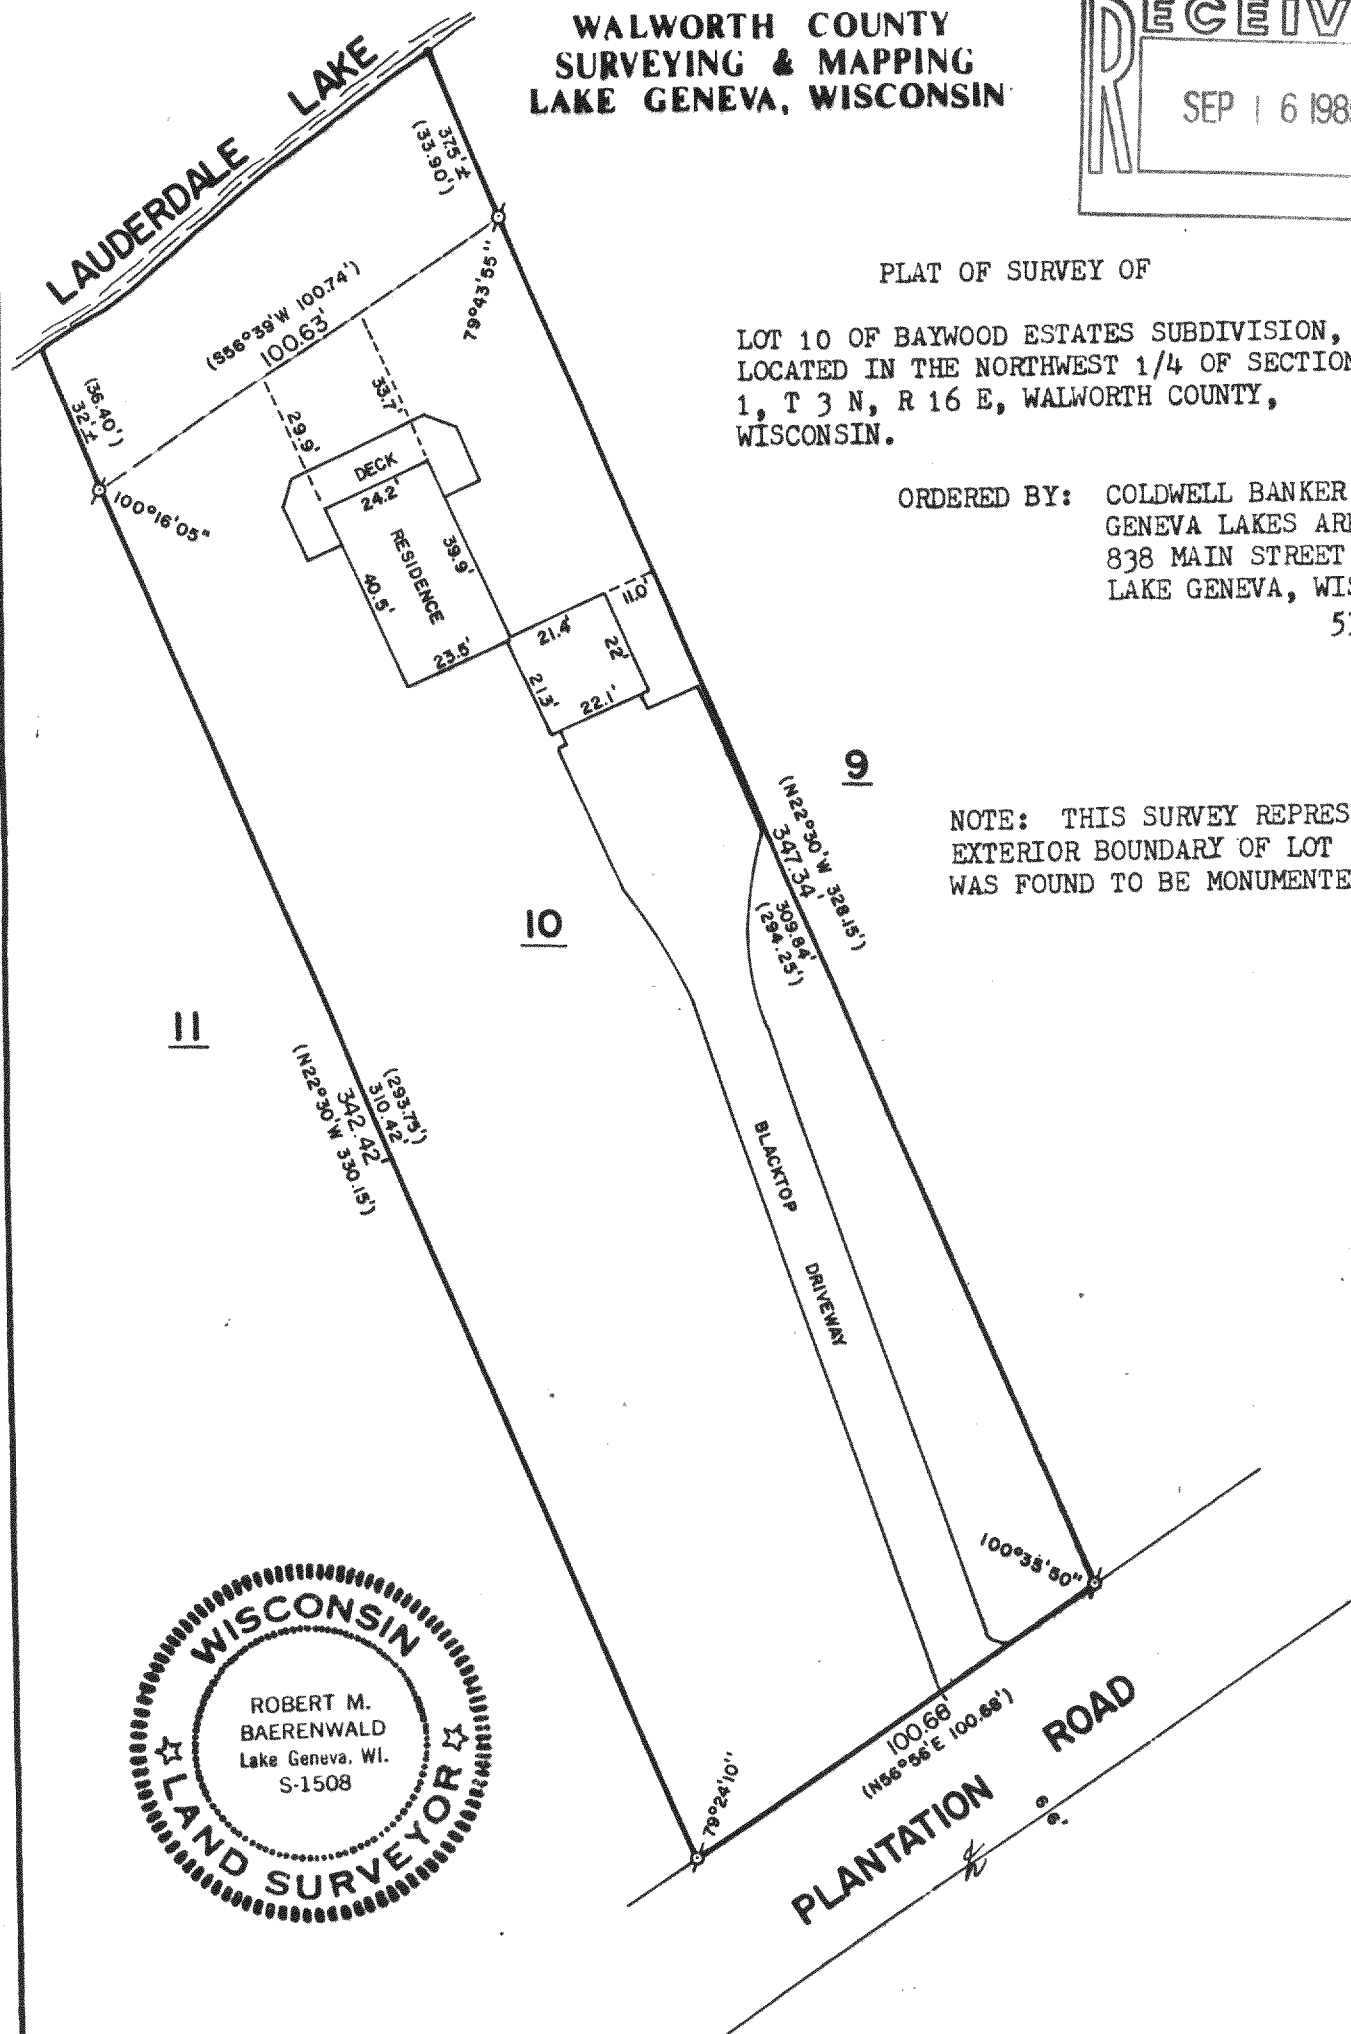 WALWORTH COUNTY
SURVEYING & MAPPING
LAKE GENEVA, WISCONSIN
SEP 16 198
LAUDERDALE LAKE
PLAT OF SURVEY OF
LOT 10 OF BAYWOOD ESTATES SUBDIVISION,
LOCATED IN THE NORTHWEST 1/4 OF SECTION
1, T 3 N, R 16 E, WALWORTH COUNTY,
WISCONSIN.
ORDERED BY: COLDWELL BANKER
GENEVA LAKES
838 MAIN STREET
LAKE GENEVA,
37.5' ±
(33.90')
79°43'55"
(S56°39'W 100.74')
100.63'
(36.40')
32' ±
100°16'05"
29.9'
33.7'
DECK
24.2'
RESIDENCE
39.9'
40.5'
23.5'
11.0'
21.4'
22'
21.3'
22.1'
9
NOTE: THIS SURVEY
EXTERIOR BOUNDARY OF LOT
WAS FOUND TO BE
(N22°30'W 328.15')
347.34'
309.84'
(294.25')
10
11
(293.75')
310.42'
342.42'
(N22°30'W 330.15')
BLACKTOP DRIVEWAY
100°35'50"
79°24'10"
100.68'
(N56°56'E 100.68')
PLANTATION ROAD
66'
WISCONSIN
ROBERT M.
BAERENWALD
Lake Geneva, WI.
S-1508
LAND SURVEYOR